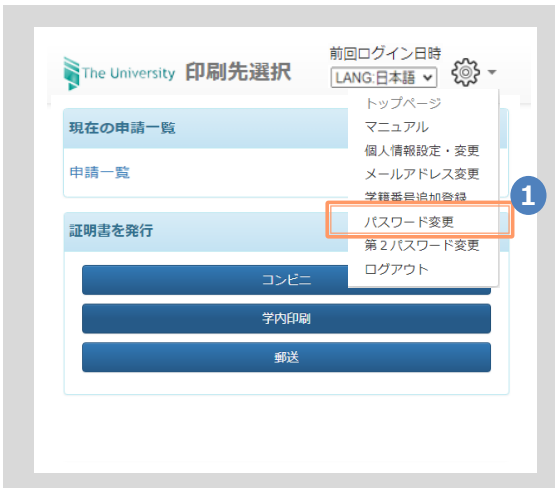 前回ログイン日時
The University 印刷先選択 LANG:日本語
トップページ
マニュアル
個人情報設定・変更
メールアドレス変更
学籍番号追加登録
パスワード変更
第２パスワード変更
ログアウト
1
現在の申請一覧
申請一覧
証明書を発行
コンビニ
学内印刷
郵送